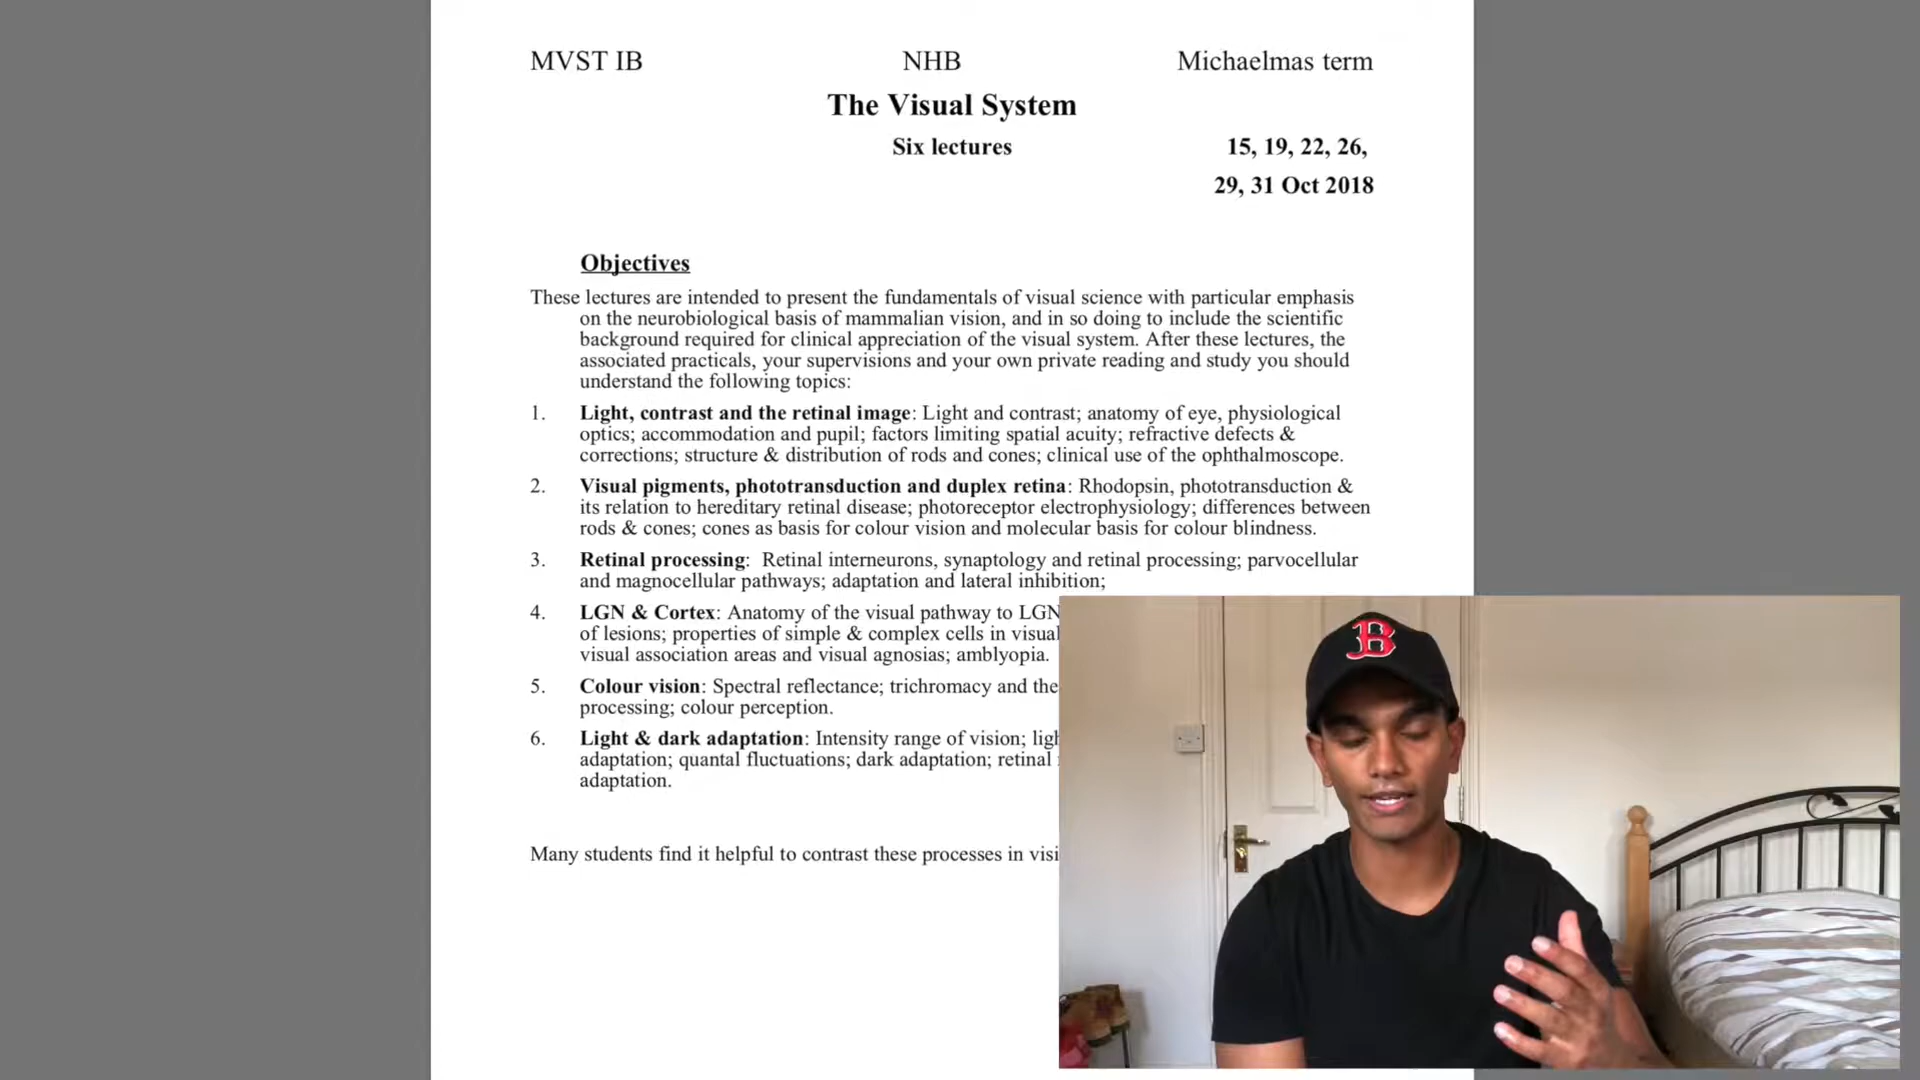 MVST IB NHB Michaelmas term
The Visual System
Six lectures 15, 19, 22, 26,
29, 31 Oct 2018
Objectives
These lectures are intended to present the fundamentals of visual science with particular emphasis
on the neurobiological basis of mammalian vision, and in so doing to include the scientific
background required for clinical appreciation of the visual system. After these lectures, the
associated practicals, your supervisions and your own private reading and study you should
understand the following topics:
1. Light, contrast and the retinal image: Light and contrast; anatomy of eye, physiological
optics; accommodation and pupil; factors limiting spatial acuity; refractive defects &
corrections; structure & distribution of rods and cones; clinical use of the ophthalmoscope.
2. Visual pigments, phototransduction and duplex retina: Rhodopsin, phototransduction &
its relation to hereditary retinal disease; photoreceptor electrophysiology; differences between
rods & cones; cones as basis for colour vision and molecular basis for colour blindness.
3. Retinal processing: Retinal interneurons, synaptology and retinal processing; parvocellular
and magnocellular pathways; adaptation and lateral inhibition;
4. LGN & Cortex: Anatomy of the visual pathway to LGN
of lesions; properties of simple & complex cells in visual
visual association areas and visual agnosias; amblyopia.
5. Colour vision: Spectral reflectance; trichromacy and the
processing; colour perception.
6. Light & dark adaptation: Intensity range of vision;
adaptation; quantal fluctuations; dark adaptation; retinal
adaptation.
Many students find it helpful to contrast these processes in
B